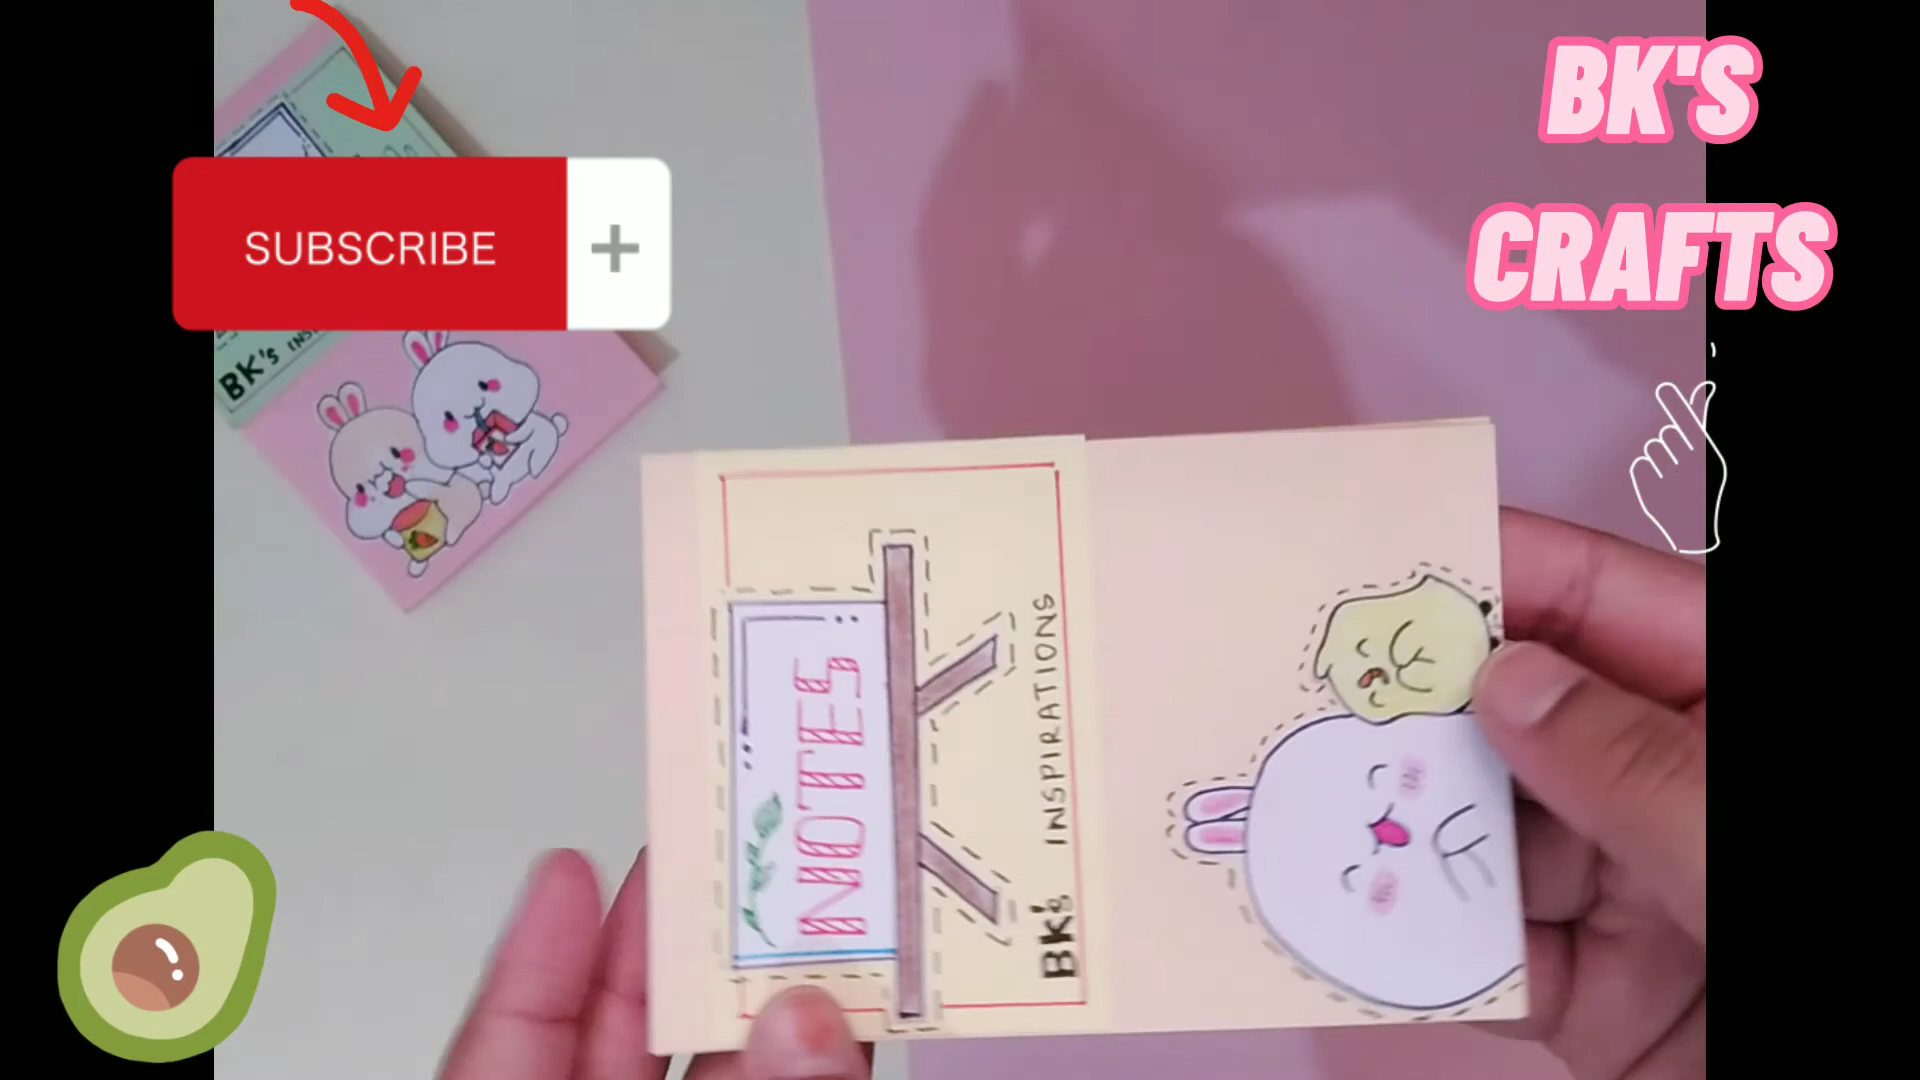 BK'S
CRAFTS
SUBSCRIBE +
BK's
NOTES
BK's INSPIRATIONS